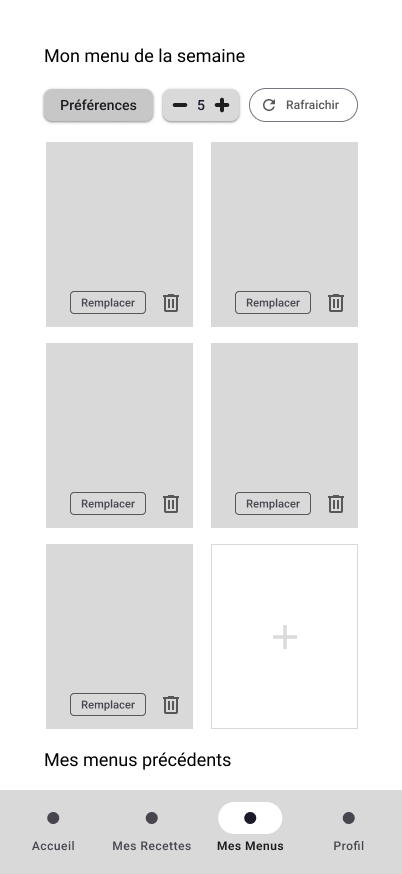 Mon menu de la semaine
Préférences 5 Rafraichir
Remplacer Remplacer
Remplacer Remplacer
Remplacer
Mes menus précédents
Accueil Mes Recettes Mes Menus Profil